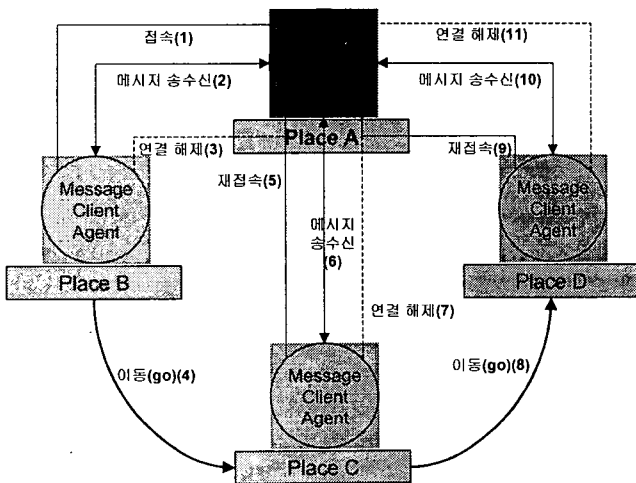 접속(1)
연결 해제(11)
메시지 송수신(2)
메시지 송수신(10)
Place A
연결 해제(3)
재접속(5)
재접속(9)
Message
Client
Agent
Place B
메시지
송수신
(6)
Message
Client
Agent
Place D
연결 해제(7)
이동(go)(4)
이동(go)(8)
Message
Client
Agent
Place C